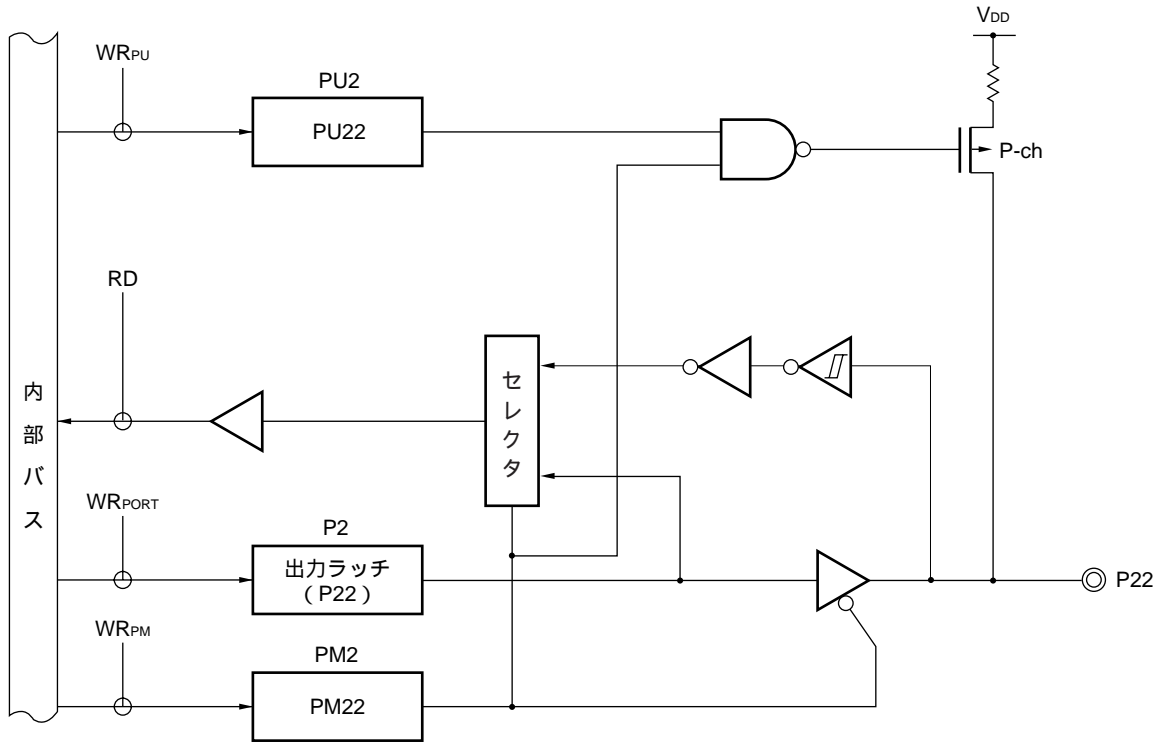 VDD
WRPU
PU2
PU22
P-ch
RD
セレクタ
内部バス
WRPORT
P2
出力ラッチ
(P22)
P22
WRPM
PM2
PM22